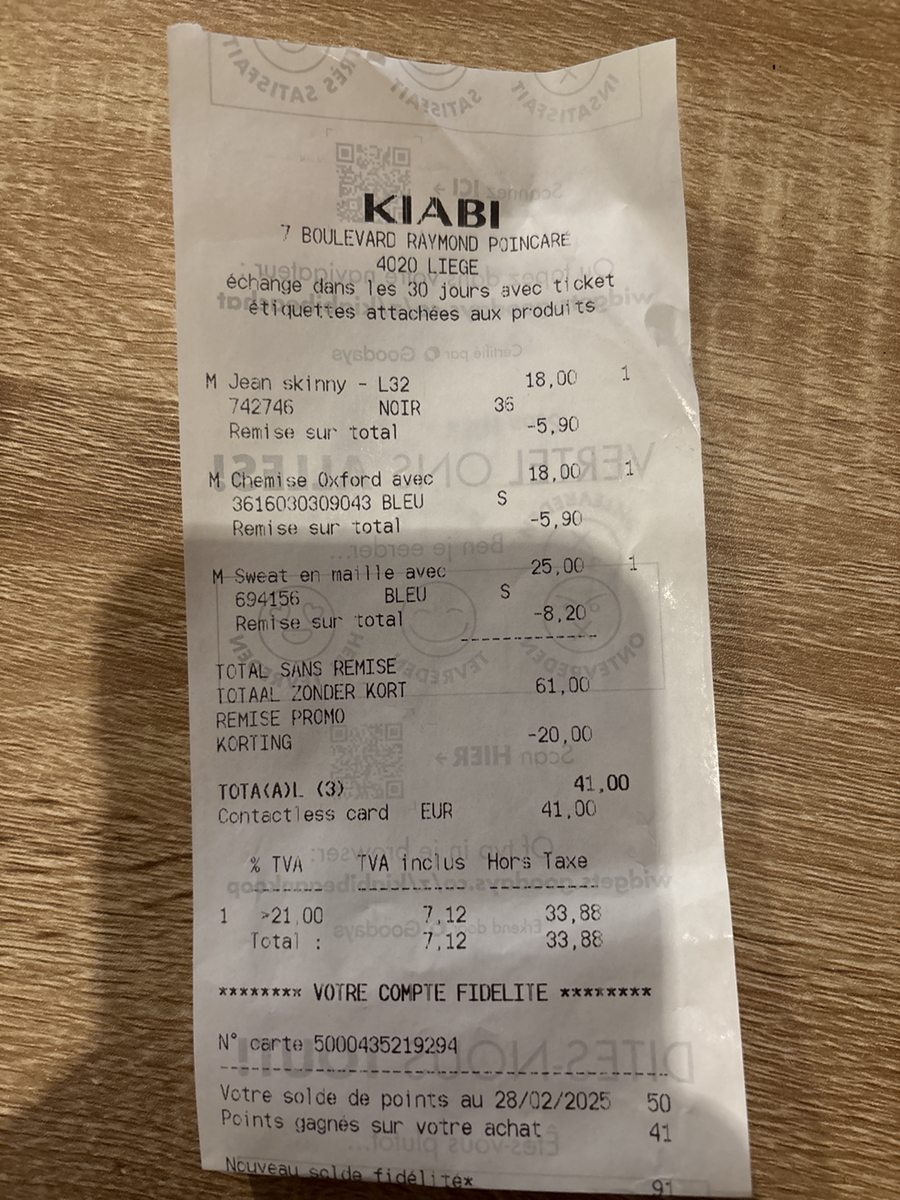 KIABI
7 BOULEVARD RAYMOND POINCARÉ
4020 LIEGE
échange dans les 30 jours avec ticket
étiquettes attachées aux produits
M Jean skinny - L32 18,00 1
742746 NOIR 36
Remise sur total -5,90
M Chemise Oxford avec 18,00 1
3616030309043 BLEU S
Remise sur total -5,90
M Sweat en maille avec 25,00 1
694156 BLEU S
Remise sur total -8,20
--------------
TOTAL SANS REMISE
TOTAAL ZONDER KORT 61,00
REMISE PROMO
KORTING -20,00
TOTA(A)L (3) 41,00
Contactless card EUR 41,00
% TVA TVA inclus Hors Taxe
1 >21,00 7,12 33,88
Total : 7,12 33,88
******** VOTRE COMPTE FIDELITE ********
N° carte 5000435219294
Votre solde de points au 28/02/2025 50
Points gagnés sur votre achat 41
Nouveau solde fidélité* 91